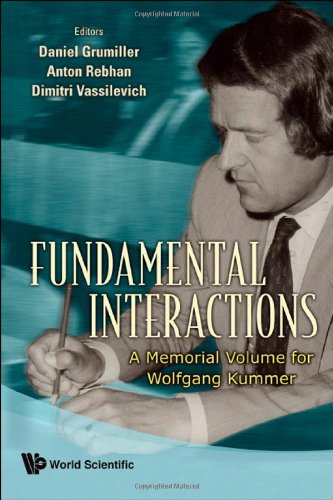 Editors
Daniel Grumiller
Anton Rebhan
Dimitri Vassilevich
FUNDAMENTAL
INTERACTIONS
A Memorial Volume for
Wolfgang Kummer
World Scientific